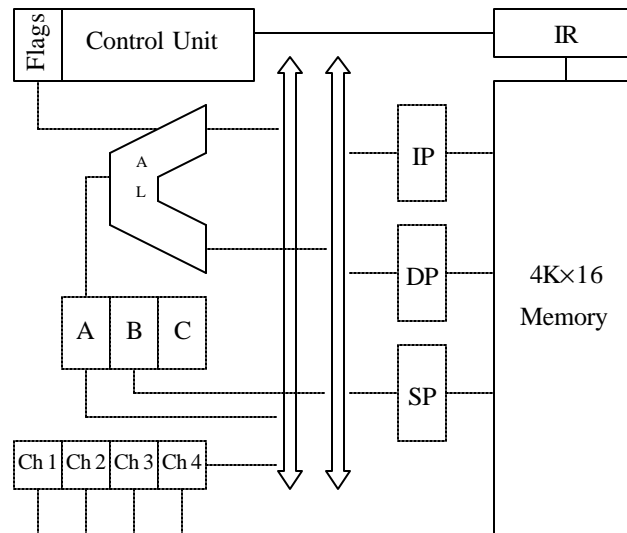 Flags
Control Unit
IR
A
L
IP
DP
SP
4K×16
Memory
A B C
Ch 1 Ch 2 Ch 3 Ch 4